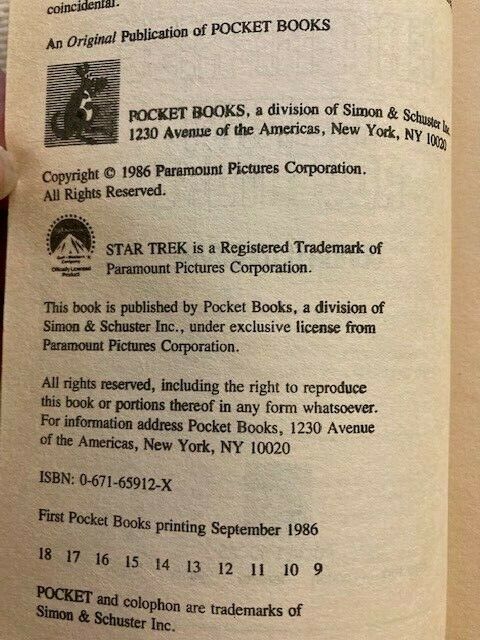 coincidental.
An Original Publication of POCKET BOOKS
POCKET BOOKS, a division of Simon & Schuster Inc.
1230 Avenue of the Americas, New York, NY 10020
Copyright © 1986 Paramount Pictures Corporation.
All Rights Reserved.
STAR TREK is a Registered Trademark of
Paramount Pictures Corporation.
Officially Licensed
Product
This book is published by Pocket Books, a division of
Simon & Schuster Inc., under exclusive license from
Paramount Pictures Corporation.
All rights reserved, including the right to reproduce
this book or portions thereof in any form whatsoever.
For information address Pocket Books, 1230 Avenue
of the Americas, New York, NY 10020
ISBN: 0-671-65912-X
First Pocket Books printing September 1986
18 17 16 15 14 13 12 11 10 9
POCKET and colophon are trademarks of
Simon & Schuster Inc.